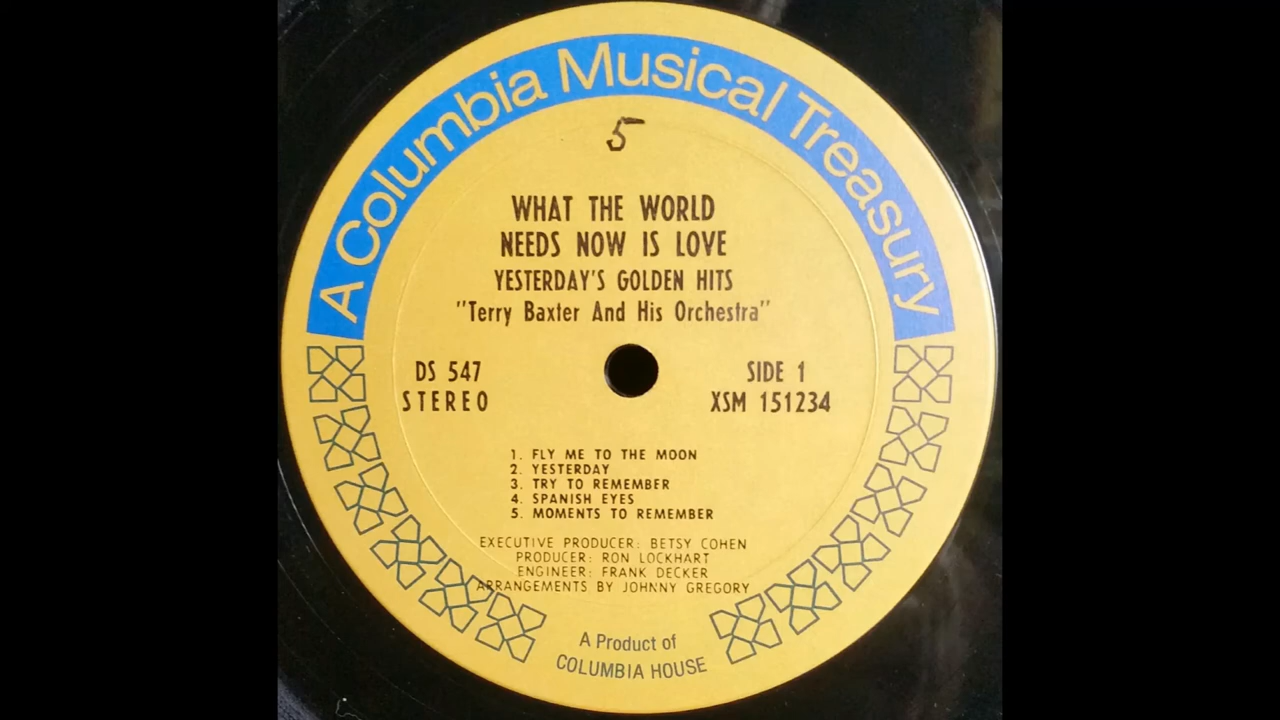 A Columbia Musical Treasury
5
WHAT THE WORLD
NEEDS NOW IS LOVE
YESTERDAY'S GOLDEN HITS
"Terry Baxter And His Orchestra"
DS 547
STEREO
SIDE 1
XSM 151234
1. FLY ME TO THE MOON
2. YESTERDAY
3. TRY TO REMEMBER
4. SPANISH EYES
5. MOMENTS TO REMEMBER
EXECUTIVE PRODUCER: BETSY COHEN
PRODUCER: RON LOCKHART
ENGINEER: FRANK DECKER
ARRANGEMENTS BY JOHNNY GREGORY
A Product of
COLUMBIA HOUSE